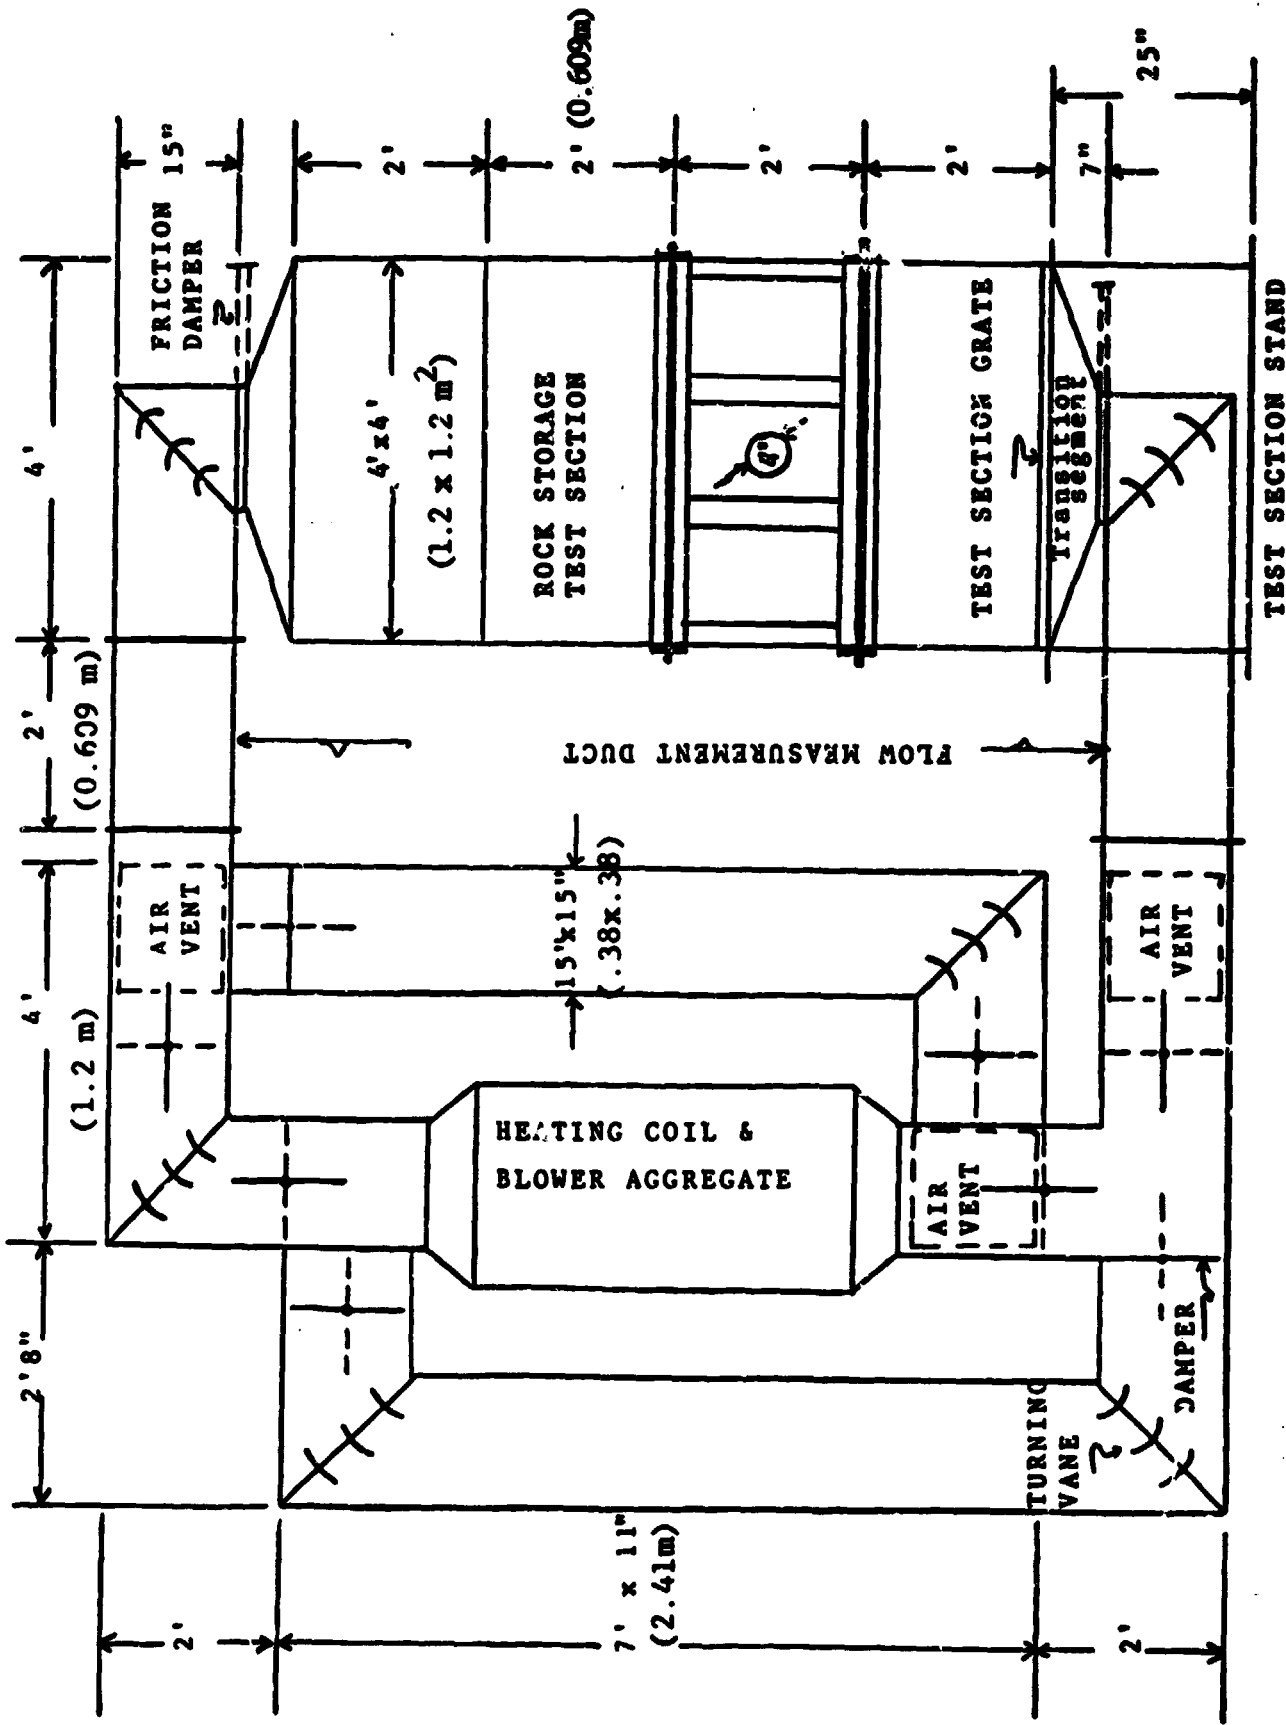 15"
FRICTION
DAMPER
4'
2'
4'x4'
(1.2 x 1.2 m²)
2' (0.609m)
ROCK STORAGE
TEST SECTION
2'
4"
2'
TEST SECTION GRATE
7"
25"
Transition
segment
TEST SECTION STAND
2'
(0.609 m)
FLOW MEASUREMENT DUCT
4'
(1.2 m)
AIR
VENT
15"x15"
(.38x.38)
AIR
VENT
HEATING COIL &
BLOWER AGGREGATE
AIR
VENT
2'8"
TURNING
VANE
DAMPER
2'
7' x 11"
(2.41m)
2'